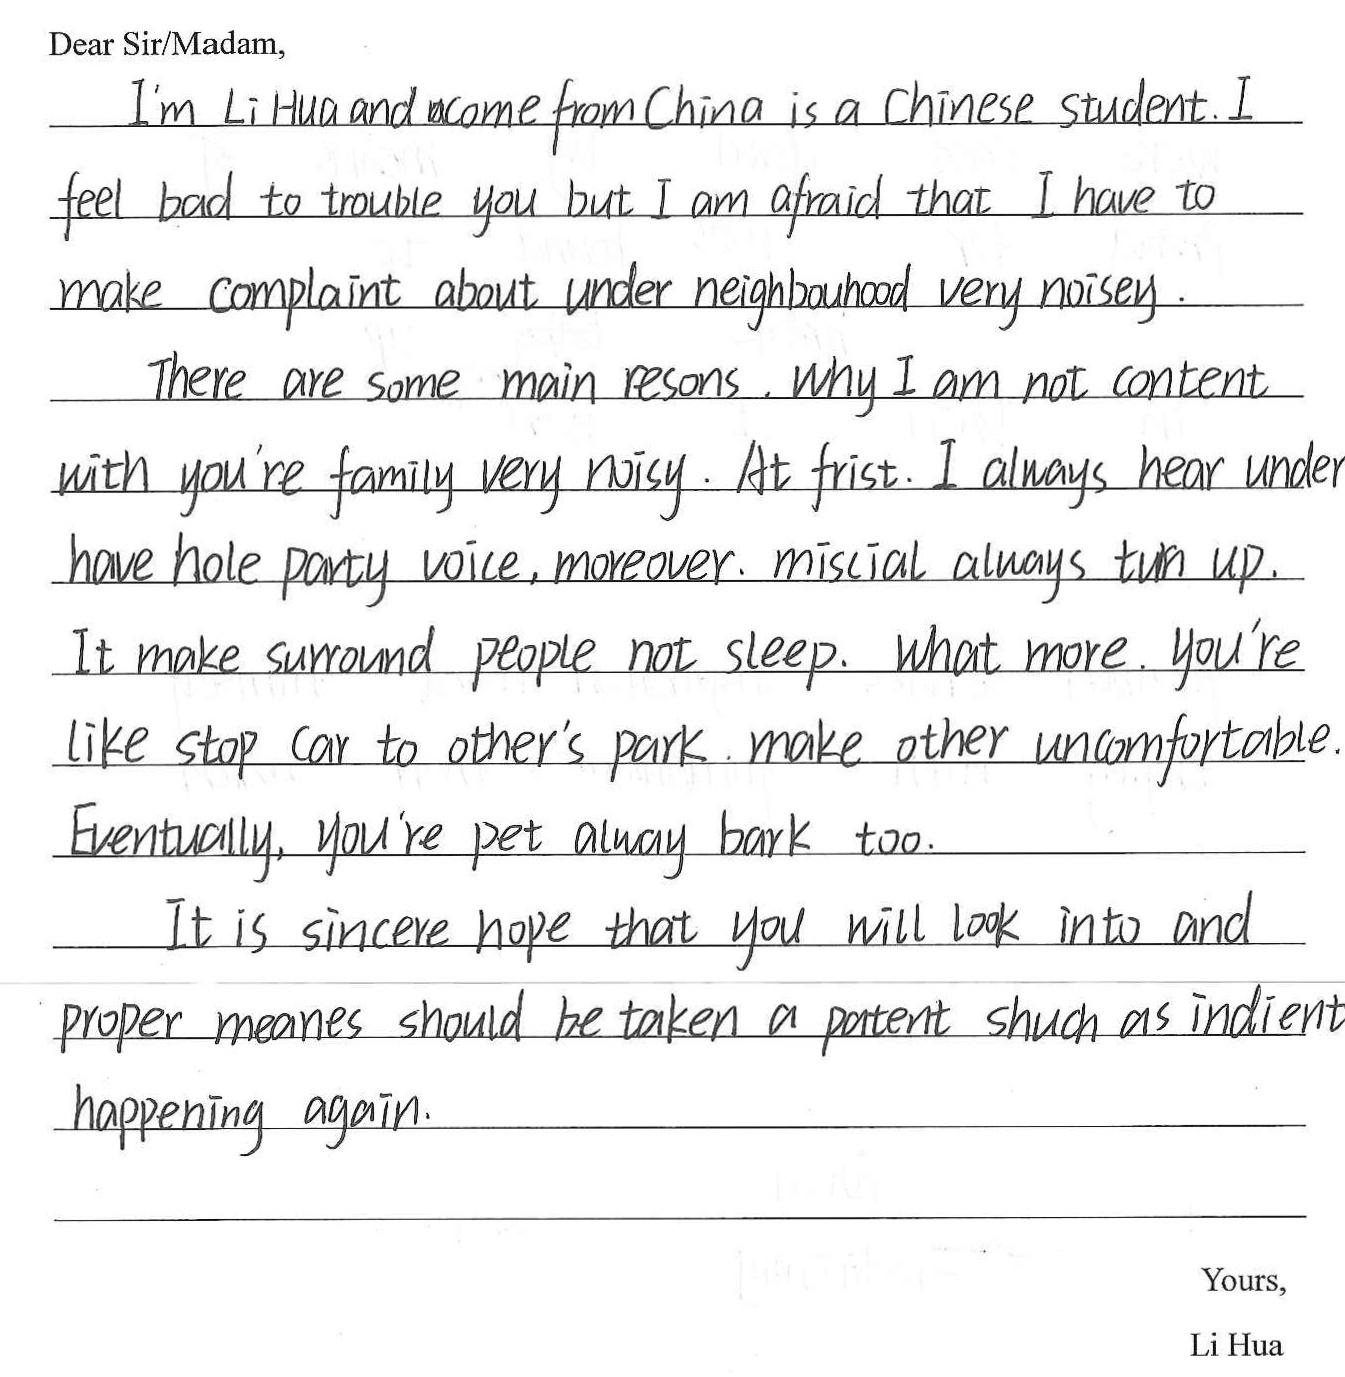 Dear Sir/Madam,
I'm Li Hua and come from China is a Chinese student. I
feel bad to trouble you but I am afraid that I have to
make complaint about under neighbouhood very noisey.
There are some main resons. Why I am not content
with you're family very noisy. At frist. I always hear under
have hole party voice, moreover. miscial always turn up.
It make surround people not sleep. What more. you're
like stop car to other's park. make other uncomfortable.
Eventually, you're pet alway bark too.
It is sincere hope that you will look into and
proper meanes should be taken a patent shuch as indient
happening again.
Yours,
Li Hua